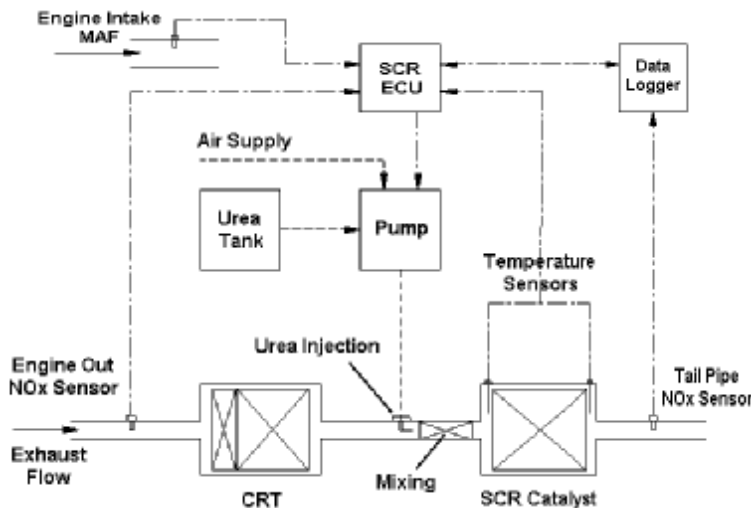 Engine Intake
MAF
SCR
ECU
Data
Logger
Air Supply
Urea
Tank
Pump
Temperature
Sensors
Urea Injection
Engine Out
NOx Sensor
Tail Pipe
NOx Sensor
Exhaust
Flow
Mixing
CRT
SCR Catalyst